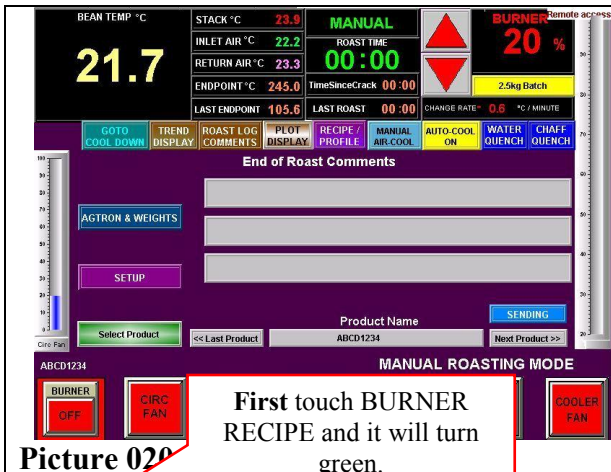 BEAN TEMP °C
21.7
STACK °C 23.9
INLET AIR °C 22.2
RETURN AIR °C 23.3
ENDPOINT °C 245.0
LAST ENDPOINT 105.6
MANUAL
ROAST TIME
00:00
TimeSinceCrack 00:00
LAST ROAST 00:00
BURNER
Remote access
20 %
2.5kg Batch
CHANGE RATE= 0.6 °C / MINUTE
GOTO COOL DOWN
TREND DISPLAY
ROAST LOG COMMENTS
PLOT DISPLAY
RECIPE / PROFILE
MANUAL AIR-COOL
AUTO-COOL ON
WATER QUENCH
CHAFF QUENCH
End of Roast Comments
AGTRON & WEIGHTS
SETUP
Select Product
<< Last Product
Product Name
ABCD1234
SENDING
Next Product >>
Circ Fan
ABCD1234
MANUAL ROASTING MODE
BURNER
OFF
CIRC FAN
COOLER FAN
First touch BURNER
RECIPE and it will turn
green.
Picture 020